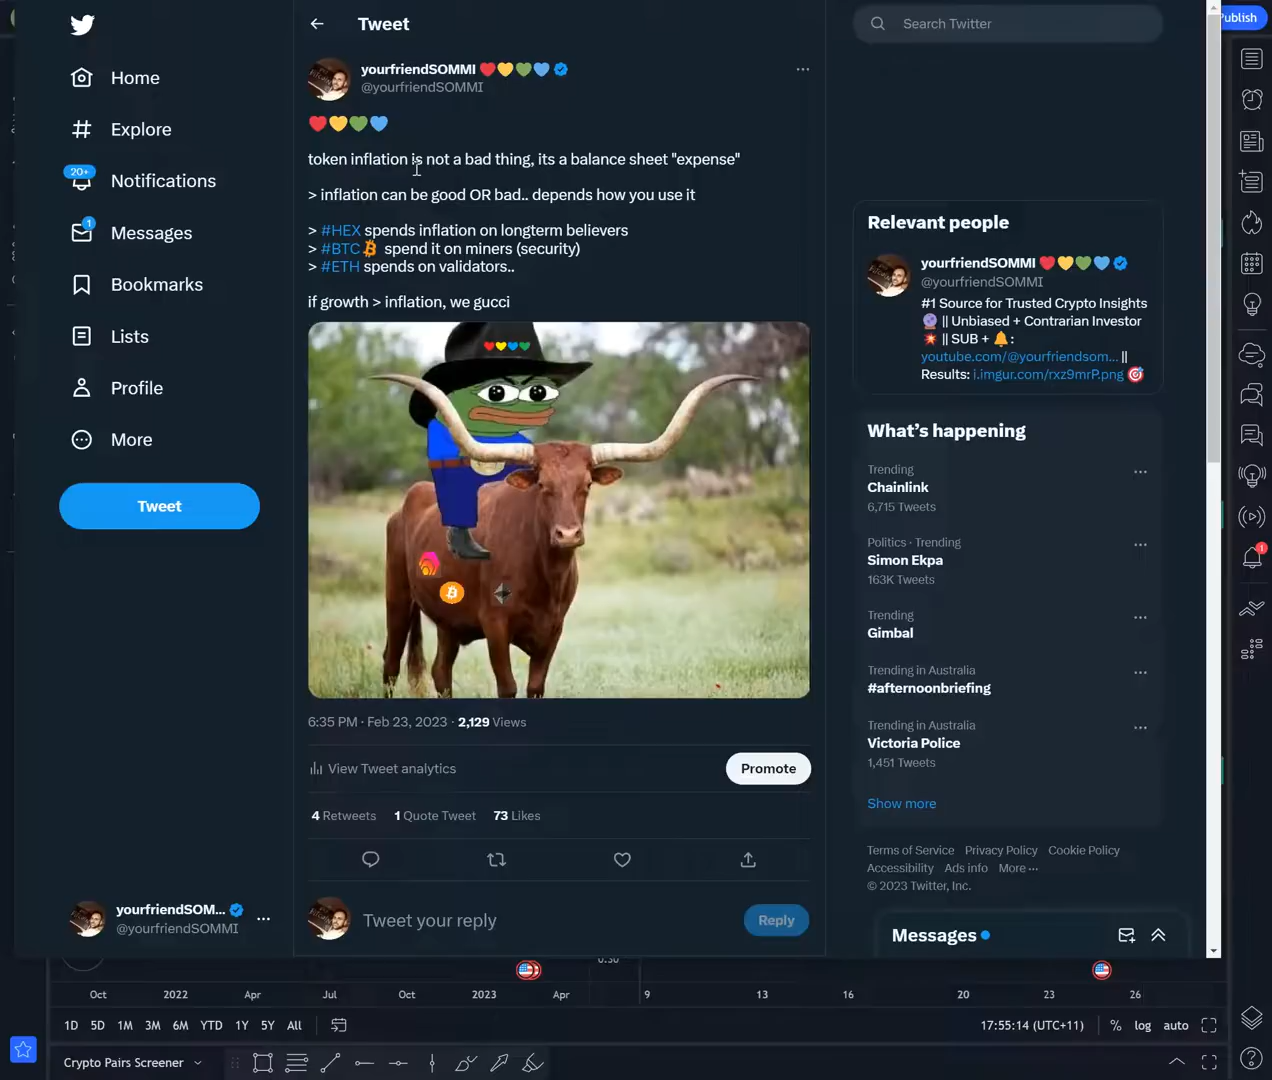 Publish
Tweet
Search Twitter
Home
Explore
20+
Notifications
1
Messages
Bookmarks
Lists
Profile
More
Tweet
yourfriendSOMMI ❤️💛💚💙
@yourfriendSOMMI
❤️💛💚💙
token inflation is not a bad thing, its a balance sheet "expense"
> inflation can be good OR bad.. depends how you use it
> #HEX spends inflation on longterm believers
> #BTC spend it on miners (security)
> #ETH spends on validators..
if growth > inflation, we gucci
6:35 PM · Feb 23, 2023 · 2,129 Views
View Tweet analytics
Promote
4 Retweets 1 Quote Tweet 73 Likes
Tweet your reply
Reply
yourfriendSOM...
@yourfriendSOMMI
Relevant people
yourfriendSOMMI ❤️💛💚💙
@yourfriendSOMMI
#1 Source for Trusted Crypto Insights
🔮 || Unbiased + Contrarian Investor
💥 || SUB + 🔔 :
youtube.com/@yourfriendsom... ||
Results: i.imgur.com/rxz9mrP.png 🎯
What's happening
Trending
Chainlink
6,715 Tweets
Politics · Trending
Simon Ekpa
163K Tweets
Trending
Gimbal
Trending in Australia
#afternoonbriefing
Trending in Australia
Victoria Police
1,451 Tweets
Show more
Terms of Service Privacy Policy Cookie Policy
Accessibility Ads info More ···
© 2023 Twitter, Inc.
Messages
1
Oct 2022 Apr Jul Oct 2023 Apr 9 13 16 20 23 26
1D 5D 1M 3M 6M YTD 1Y 5Y All
17:55:14 (UTC+11) % log auto
Crypto Pairs Screener